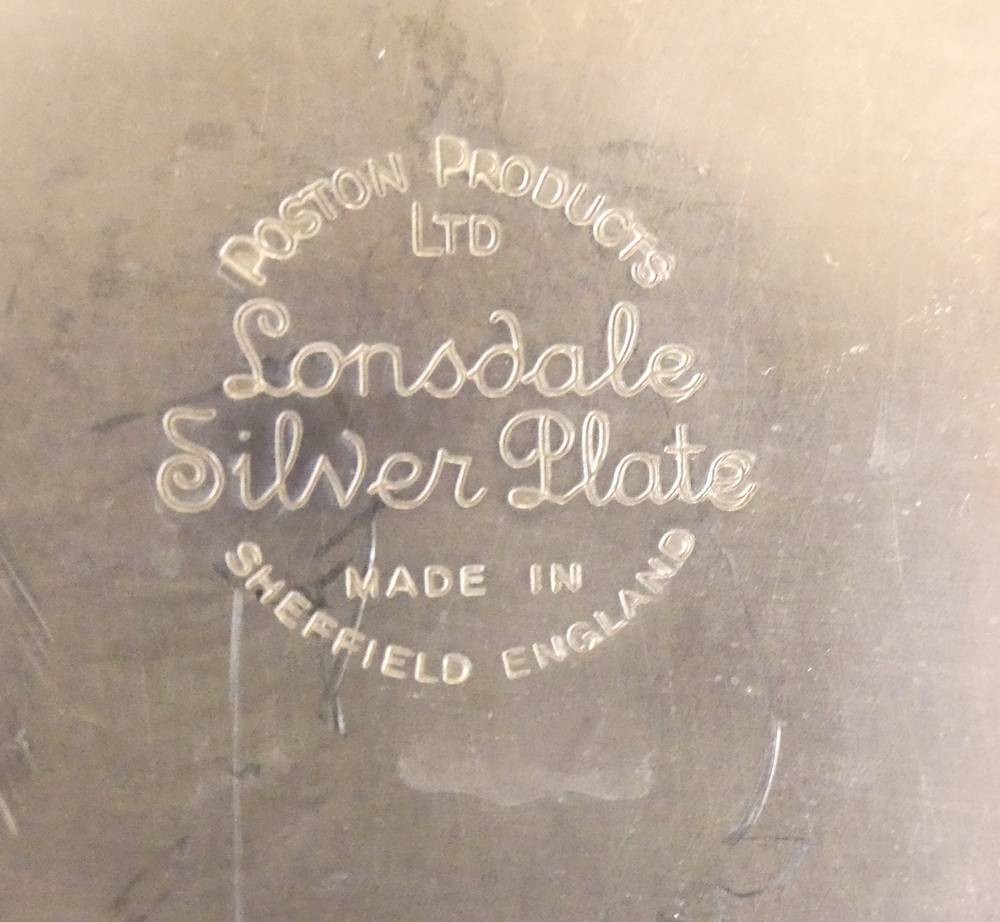 POSTON PRODUCTS
LTD
Lonsdale
Silver Plate
MADE IN
SHEFFIELD ENGLAND